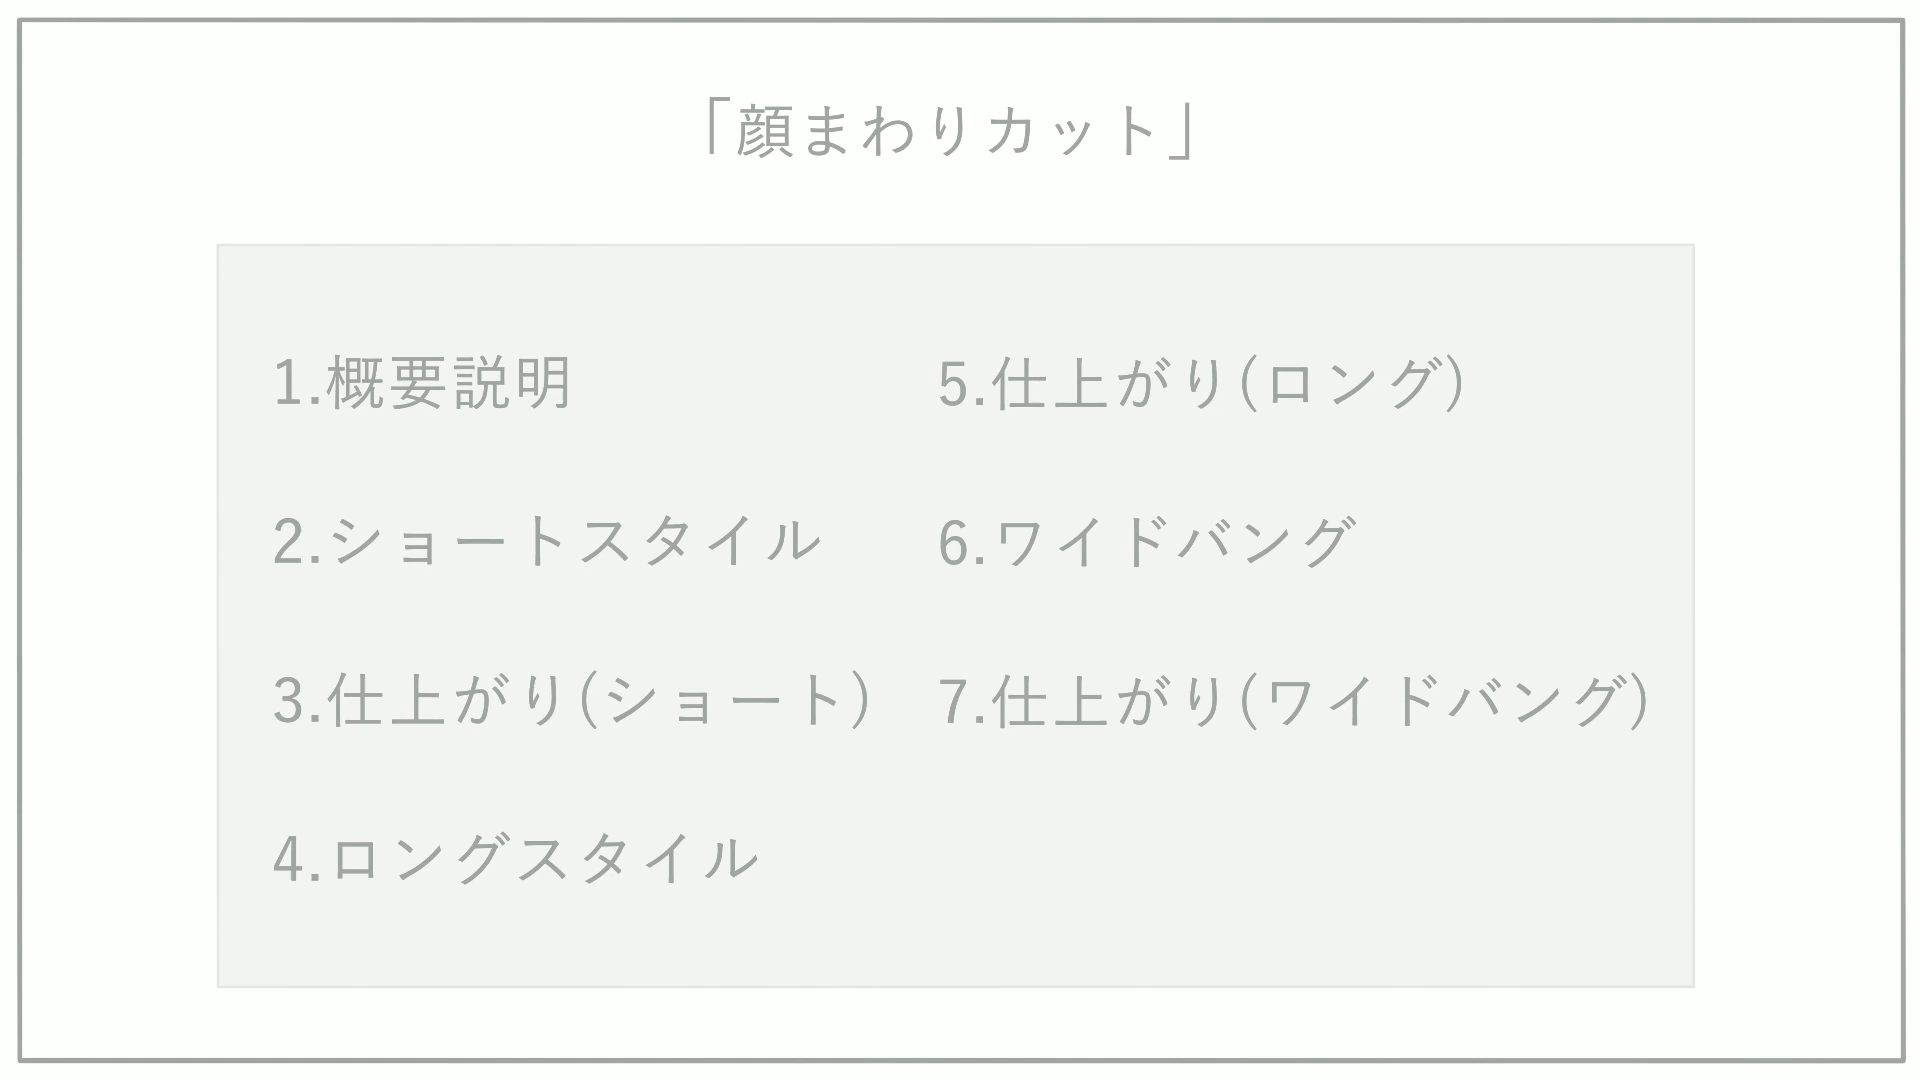 「顔まわりカット」
1.概要説明
2.ショートスタイル
3.仕上がり(ショート)
4.ロングスタイル
5.仕上がり(ロング)
6.ワイドバング
7.仕上がり(ワイドバング)